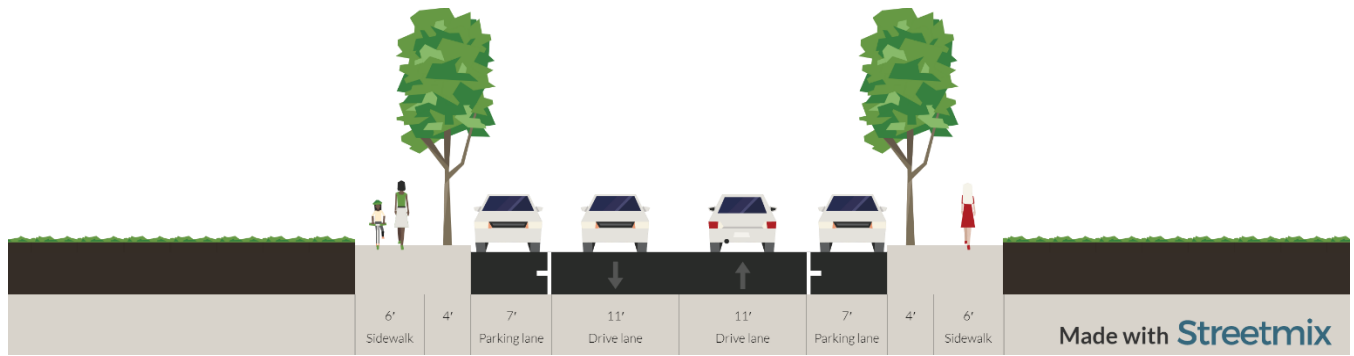 6′ 4′ 7′ 11′ 11′ 7′ 4′ 6′
Sidewalk Parking lane Drive lane Drive lane Parking lane Sidewalk
Made with Streetmix